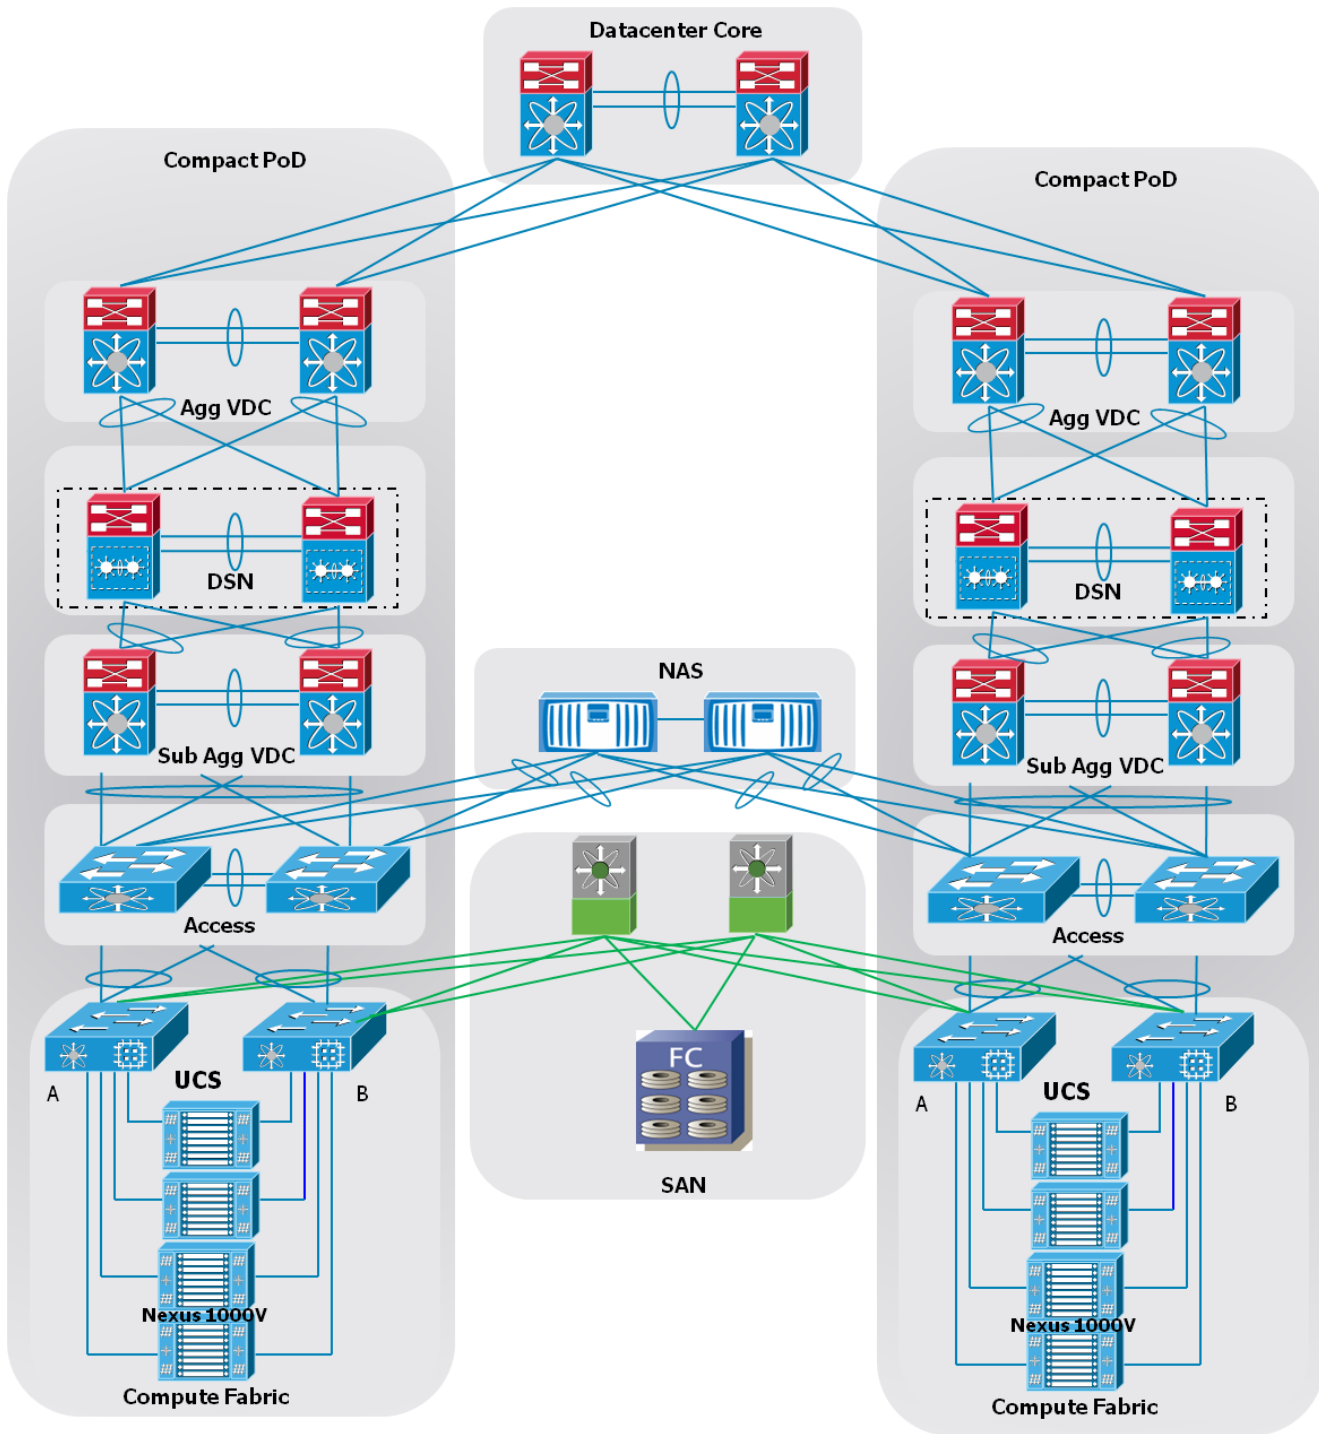 Datacenter Core
Compact PoD
Compact PoD
Agg VDC
Agg VDC
DSN
DSN
NAS
Sub Agg VDC
Sub Agg VDC
Access
Access
FC
UCS
A
B
UCS
A
B
SAN
Nexus 1000V
Nexus 1000V
Compute Fabric
Compute Fabric